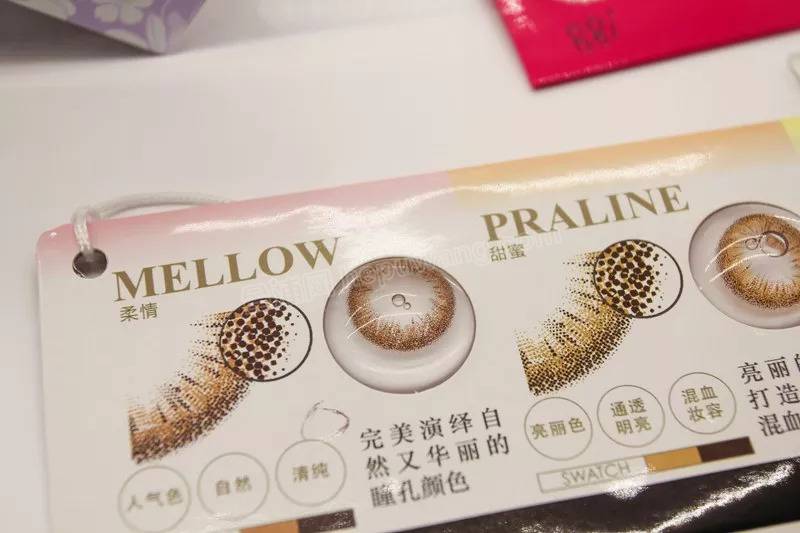 MELLOW
柔情
人气色
自然
清纯
完美演绎自
然又华丽的
瞳孔颜色
PRALINE
甜蜜
亮丽色
通透
明亮
混血
妆容
亮丽的
打造
混血
SWATCH